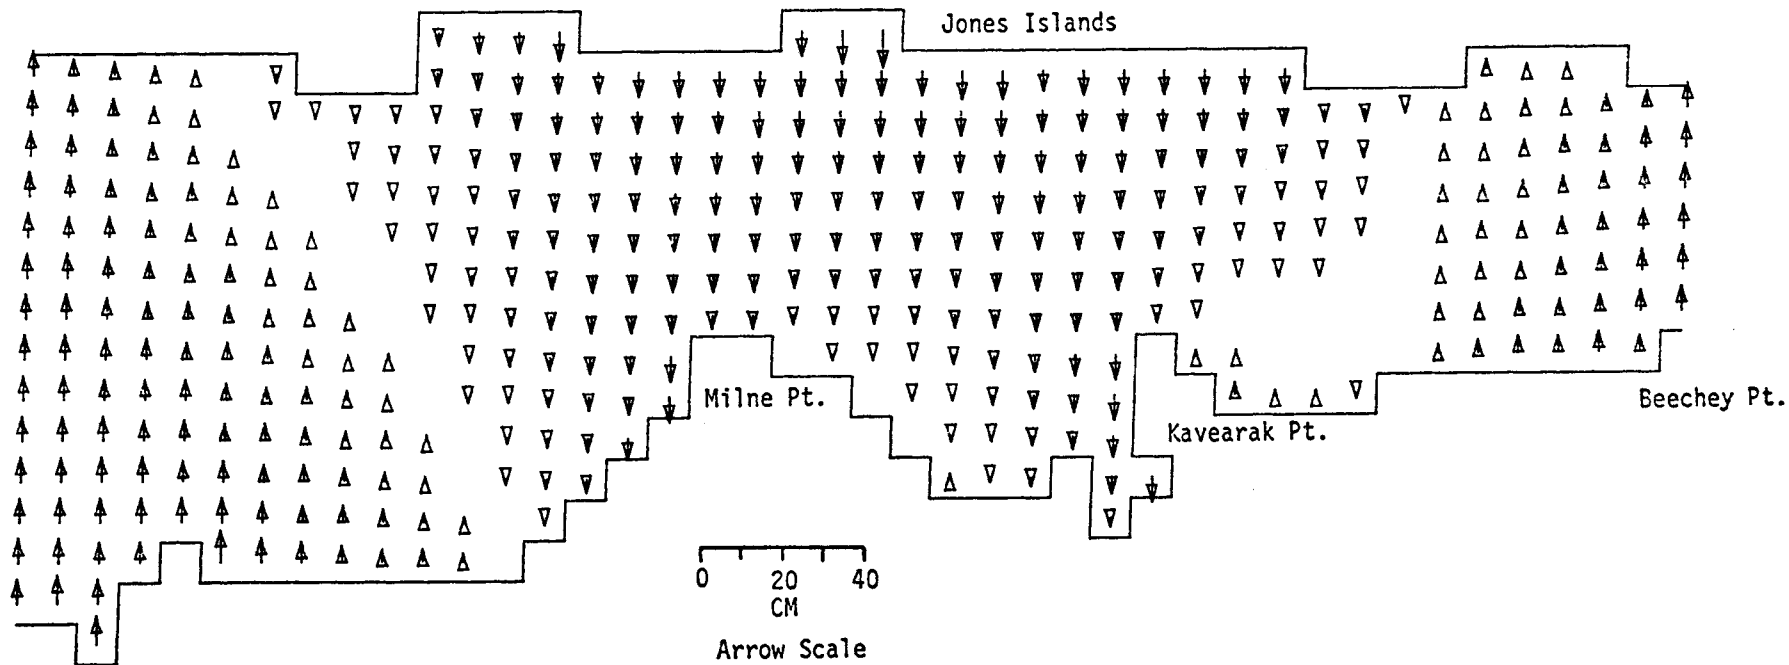 Jones Islands
Milne Pt.
Beechey Pt.
Kavearak Pt.
0 20 40
CM
Arrow Scale